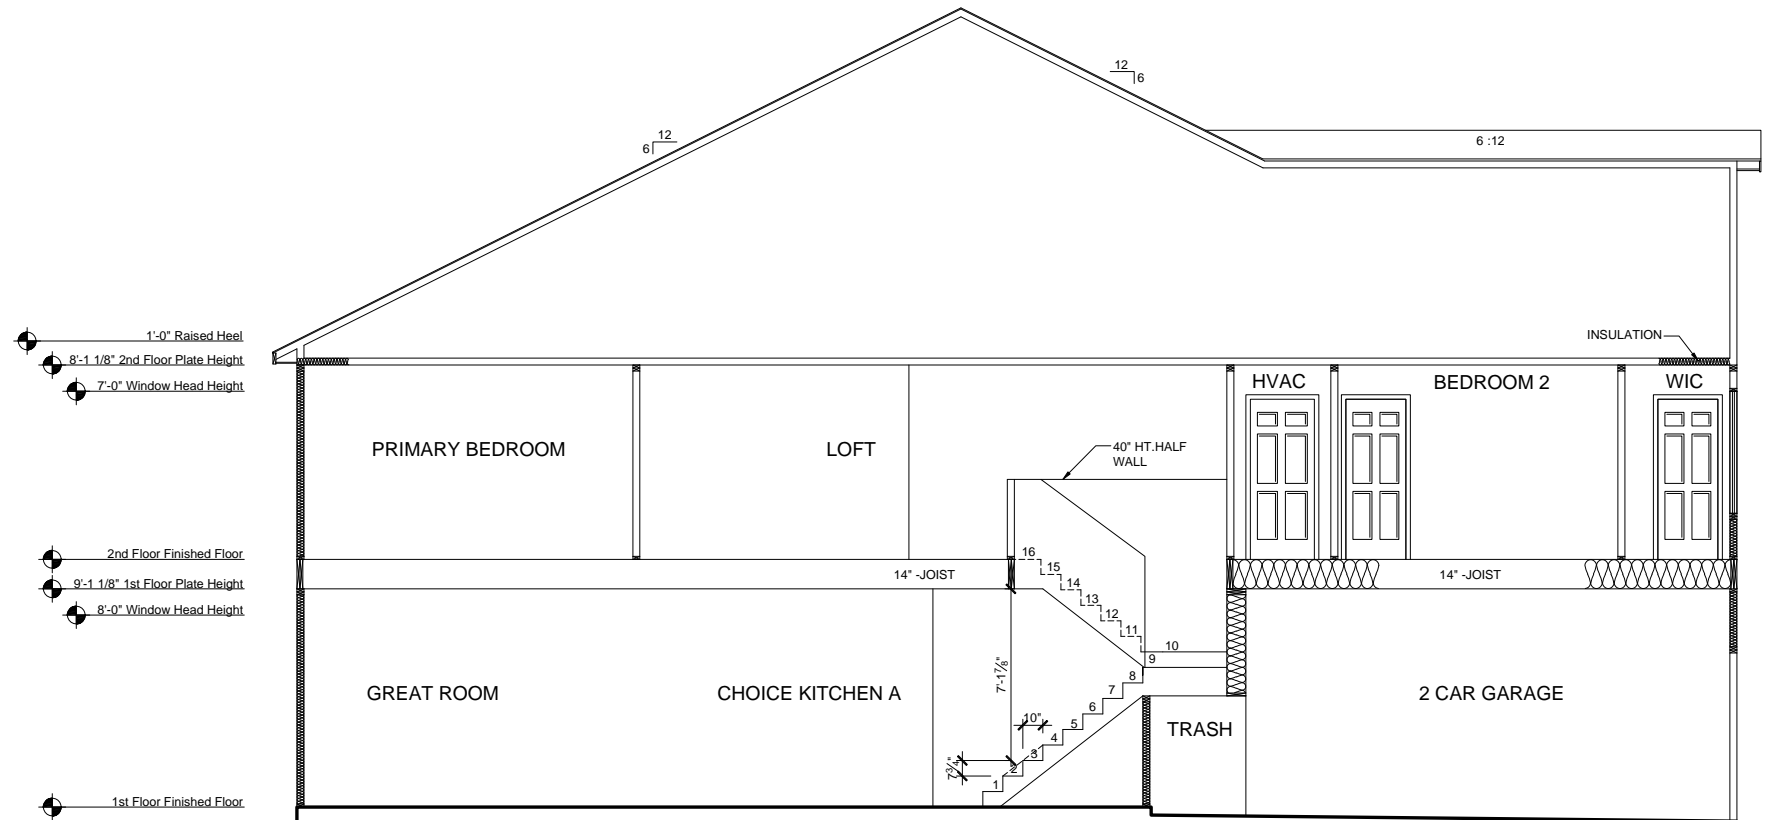 12
6
12
6
6 :12
1'-0" Raised Heel
INSULATION
8'-1 1/8" 2nd Floor Plate Height
7'-0" Window Head Height
HVAC
BEDROOM 2
WIC
PRIMARY BEDROOM
LOFT
40" HT.HALF
WALL
2nd Floor Finished Floor
16
15
14
13
12
11
10
9
8
7
6
5
4
3
2
1
14" -JOIST
14" -JOIST
9'-1 1/8" 1st Floor Plate Height
8'-0" Window Head Height
7'-1⅞"
GREAT ROOM
CHOICE KITCHEN A
2 CAR GARAGE
10"
TRASH
7¾"
1st Floor Finished Floor